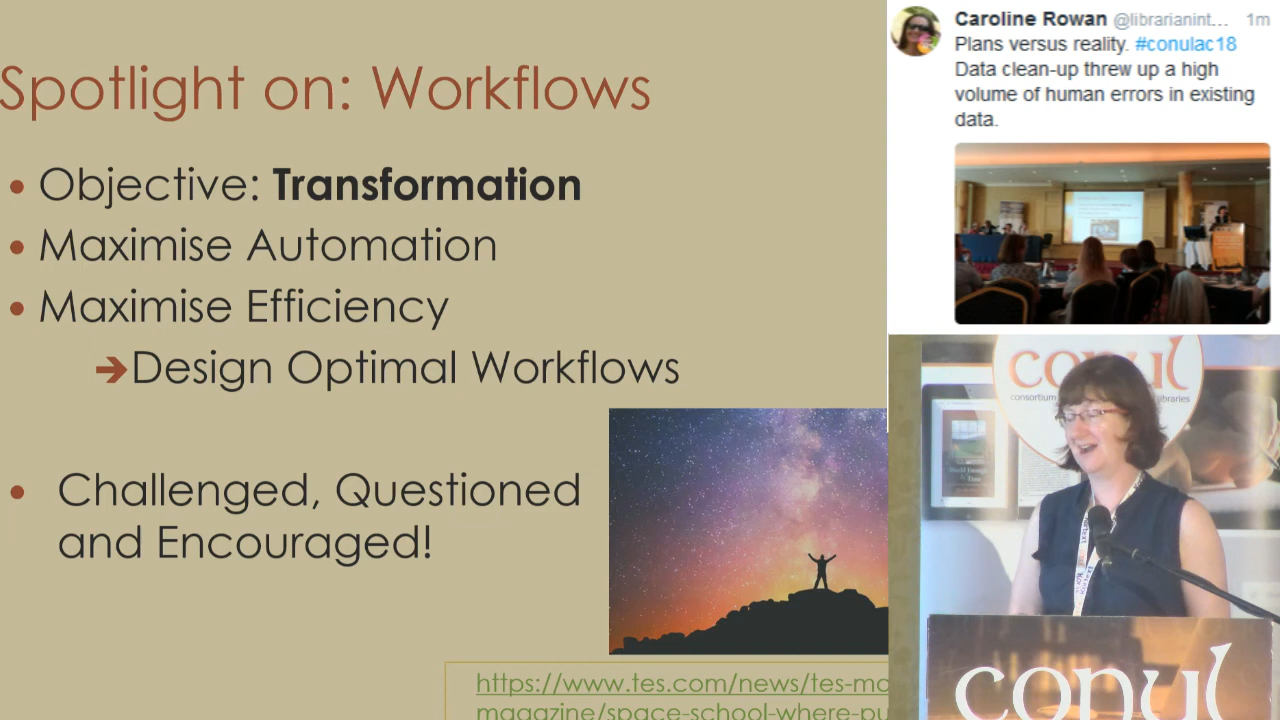 Spotlight on: Workflows
• Objective: Transformation
• Maximise Automation
• Maximise Efficiency
➔Design Optimal Workflows
• Challenged, Questioned
and Encouraged!
https://www.tes.com/news/tes-ma
magazine/space-school-where-pu
Caroline Rowan @librarianint... 1m
Plans versus reality. #conulac18
Data clean-up threw up a high
volume of human errors in existing
data.
conul
consortium
libraries
conul